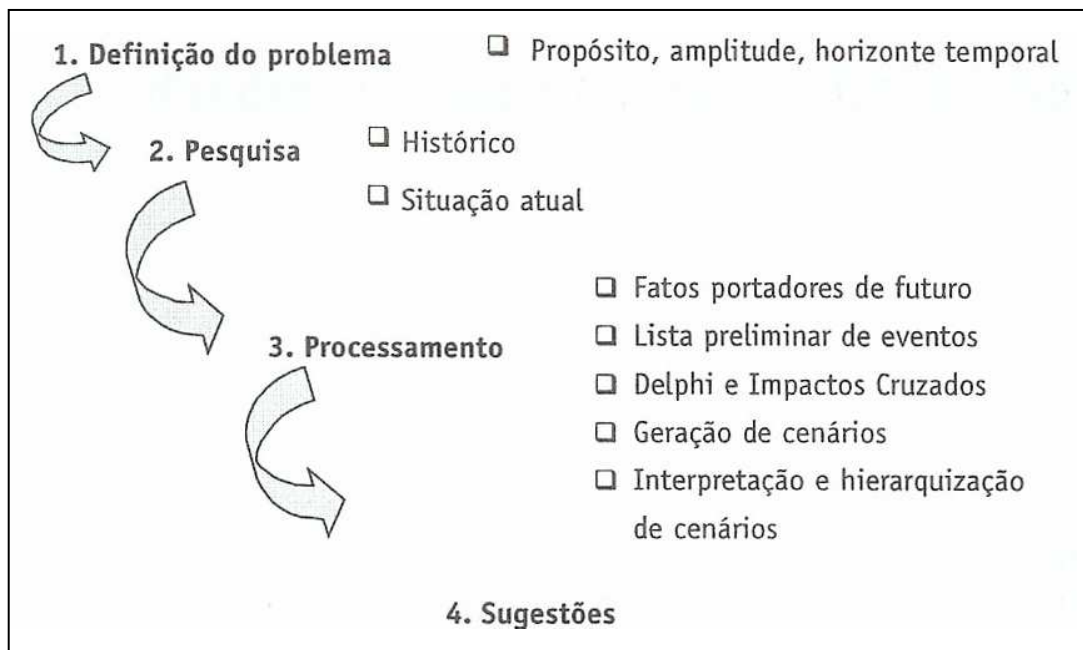 1. Definição do problema
❑ Propósito, amplitude, horizonte temporal
2. Pesquisa
❑ Histórico
❑ Situação atual
3. Processamento
❑ Fatos portadores de futuro
❑ Lista preliminar de eventos
❑ Delphi e Impactos Cruzados
❑ Geração de cenários
❑ Interpretação e hierarquização
de cenários
4. Sugestões